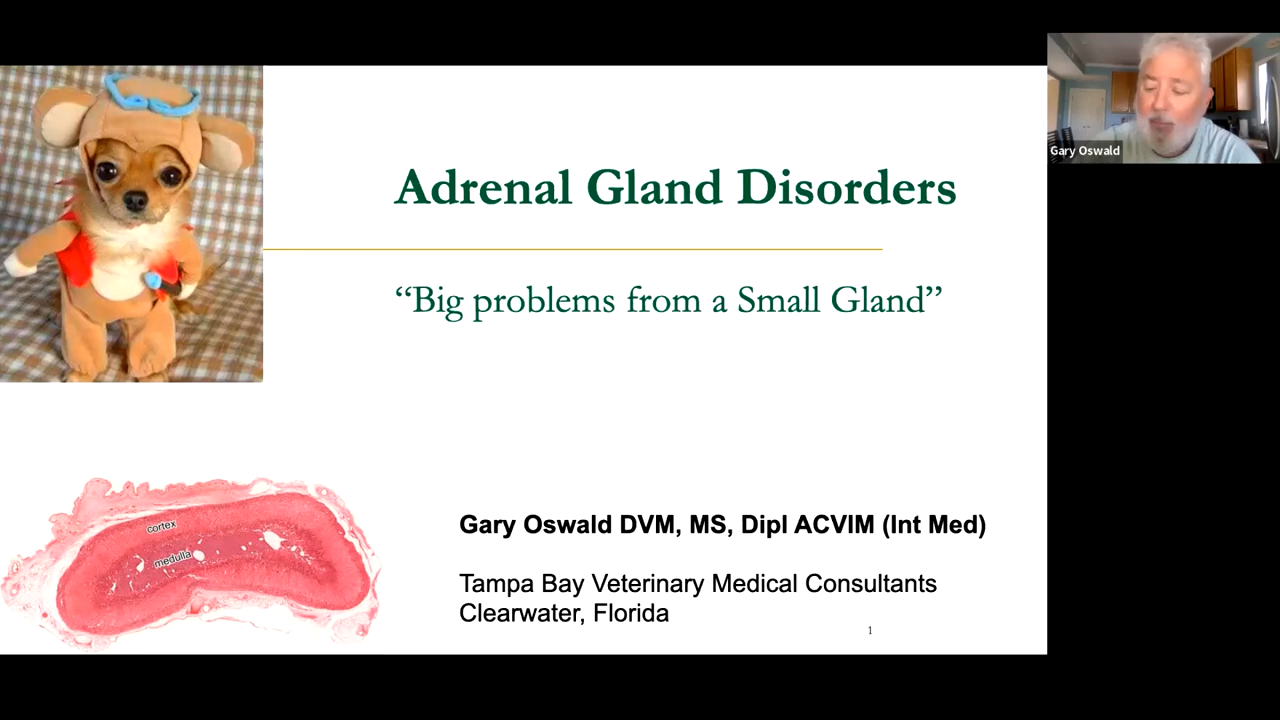 Adrenal Gland Disorders
“Big problems from a Small Gland”
cortex
medulla
Gary Oswald DVM, MS, Dipl ACVIM (Int Med)
Tampa Bay Veterinary Medical Consultants
Clearwater, Florida
1
Gary Oswald